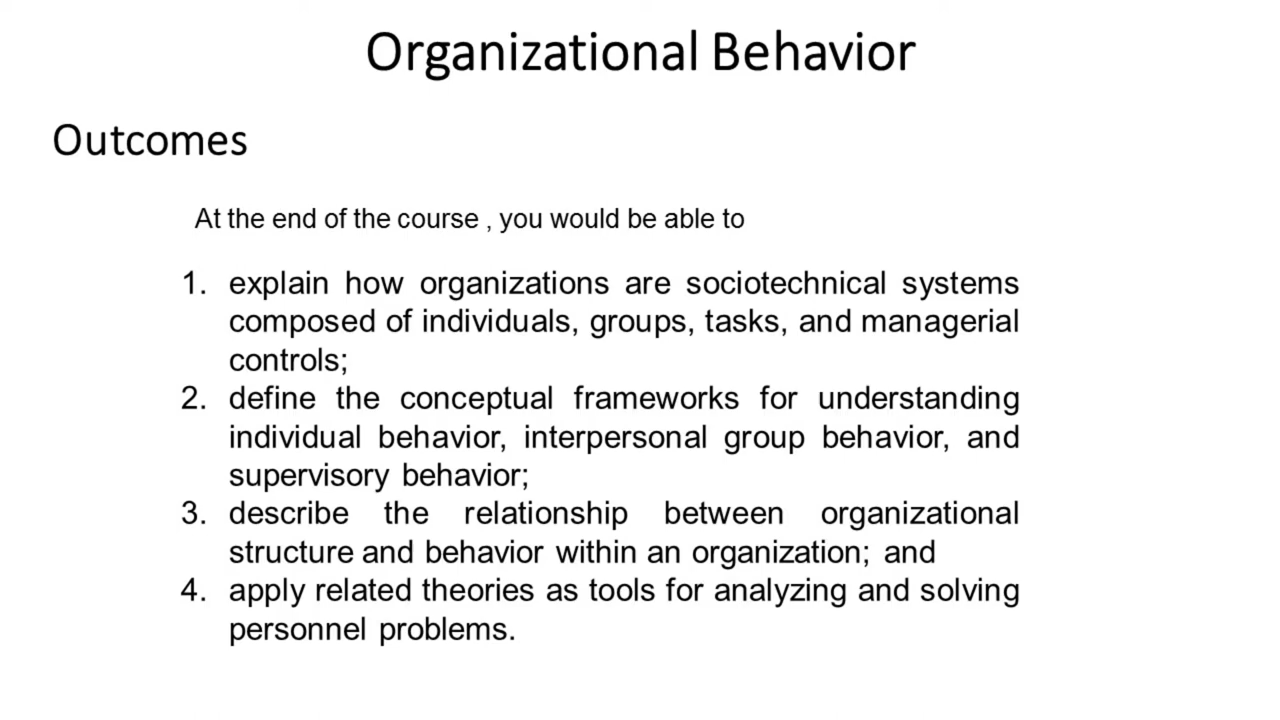 Organizational Behavior
Outcomes
At the end of the course , you would be able to
1. explain how organizations are sociotechnical systems
composed of individuals, groups, tasks, and managerial
controls;
2. define the conceptual frameworks for understanding
individual behavior, interpersonal group behavior, and
supervisory behavior;
3. describe the relationship between organizational
structure and behavior within an organization; and
4. apply related theories as tools for analyzing and solving
personnel problems.